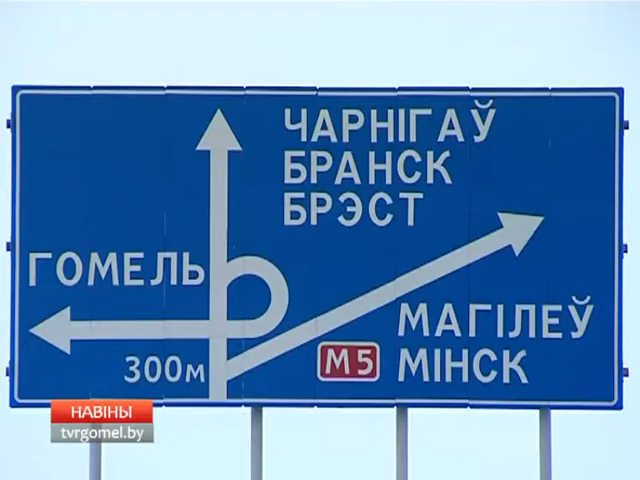 ЧАРНІГАЎ
БРАНСК
БРЭСТ
ГОМЕЛЬ
МАГІЛЕЎ
М5 МІНСК
300м
НАВІНЫ
tvrgomel.by